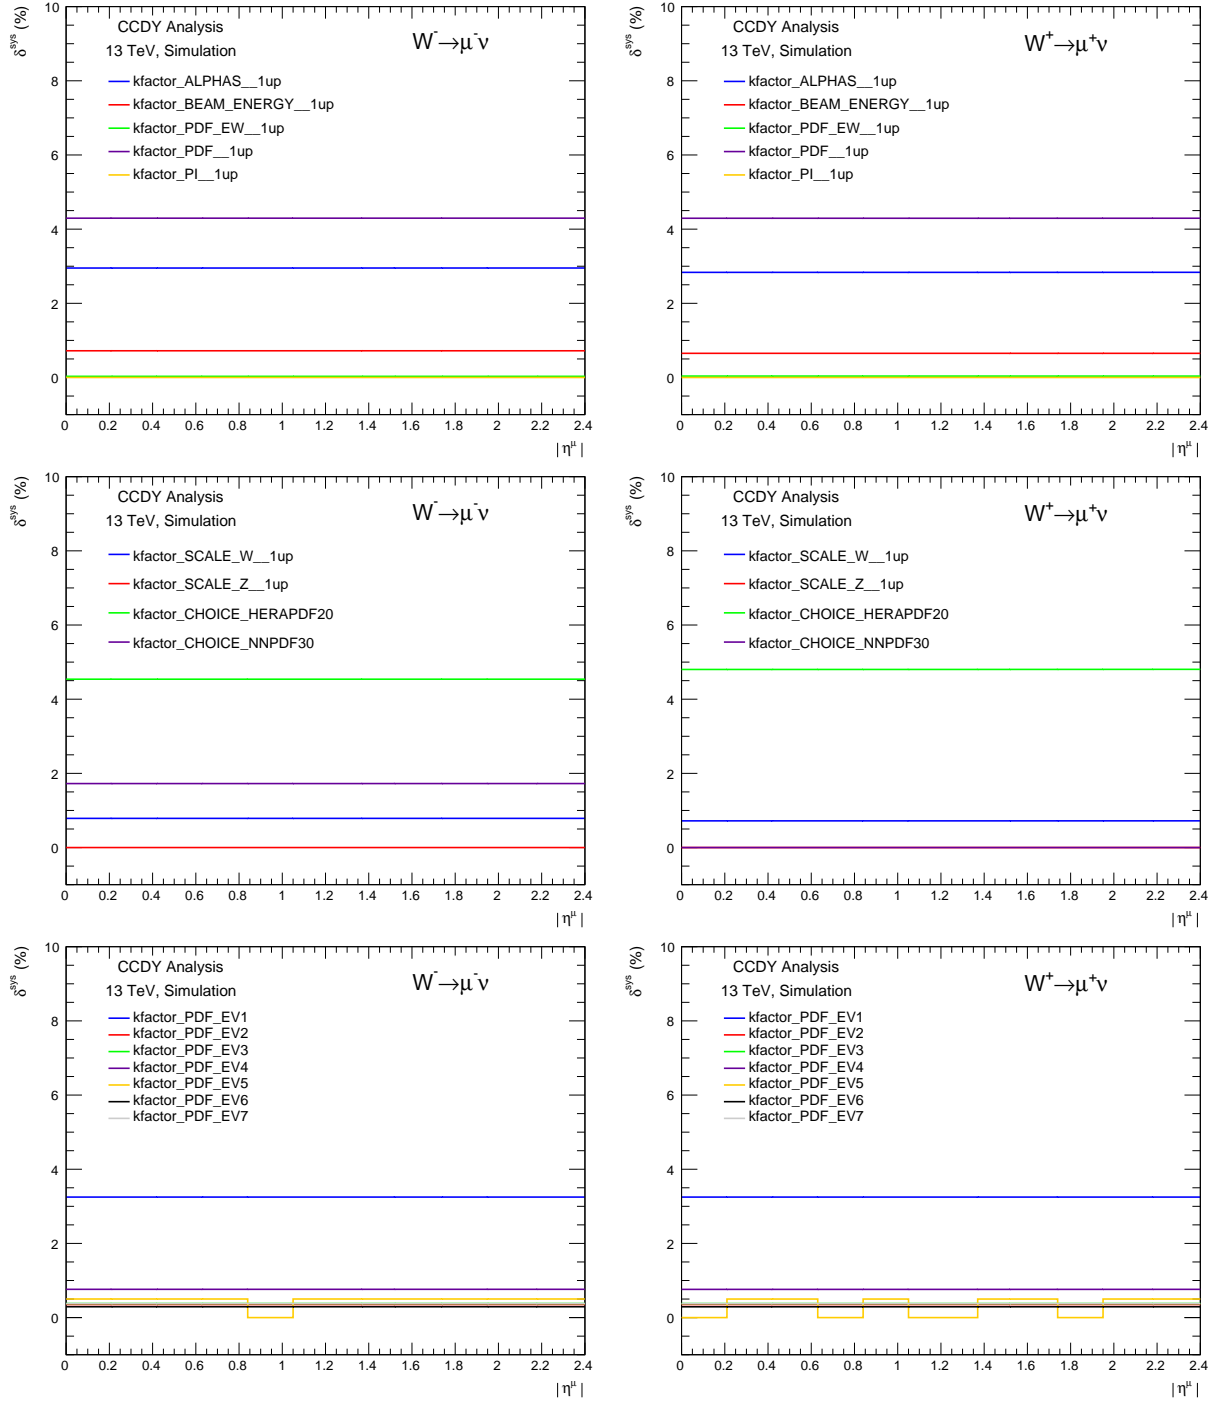 δsys (%)
10
8
6
4
2
0
CCDY Analysis
13 TeV, Simulation
W-→μ-ν
kfactor_ALPHAS__1up
kfactor_BEAM_ENERGY__1up
kfactor_PDF_EW__1up
kfactor_PDF__1up
kfactor_PI__1up
0 0.2 0.4 0.6 0.8 1 1.2 1.4 1.6 1.8 2 2.2 2.4
|ημ|
δsys (%)
10
8
6
4
2
0
CCDY Analysis
13 TeV, Simulation
W+→μ+ν
kfactor_ALPHAS__1up
kfactor_BEAM_ENERGY__1up
kfactor_PDF_EW__1up
kfactor_PDF__1up
kfactor_PI__1up
0 0.2 0.4 0.6 0.8 1 1.2 1.4 1.6 1.8 2 2.2 2.4
|ημ|
δsys (%)
10
8
6
4
2
0
CCDY Analysis
13 TeV, Simulation
W-→μ-ν
kfactor_SCALE_W__1up
kfactor_SCALE_Z__1up
kfactor_CHOICE_HERAPDF20
kfactor_CHOICE_NNPDF30
0 0.2 0.4 0.6 0.8 1 1.2 1.4 1.6 1.8 2 2.2 2.4
|ημ|
δsys (%)
10
8
6
4
2
0
CCDY Analysis
13 TeV, Simulation
W+→μ+ν
kfactor_SCALE_W__1up
kfactor_SCALE_Z__1up
kfactor_CHOICE_HERAPDF20
kfactor_CHOICE_NNPDF30
0 0.2 0.4 0.6 0.8 1 1.2 1.4 1.6 1.8 2 2.2 2.4
|ημ|
δsys (%)
10
8
6
4
2
0
CCDY Analysis
13 TeV, Simulation
W-→μ-ν
kfactor_PDF_EV1
kfactor_PDF_EV2
kfactor_PDF_EV3
kfactor_PDF_EV4
kfactor_PDF_EV5
kfactor_PDF_EV6
kfactor_PDF_EV7
0 0.2 0.4 0.6 0.8 1 1.2 1.4 1.6 1.8 2 2.2 2.4
|ημ|
δsys (%)
10
8
6
4
2
0
CCDY Analysis
13 TeV, Simulation
W+→μ+ν
kfactor_PDF_EV1
kfactor_PDF_EV2
kfactor_PDF_EV3
kfactor_PDF_EV4
kfactor_PDF_EV5
kfactor_PDF_EV6
kfactor_PDF_EV7
0 0.2 0.4 0.6 0.8 1 1.2 1.4 1.6 1.8 2 2.2 2.4
|ημ|